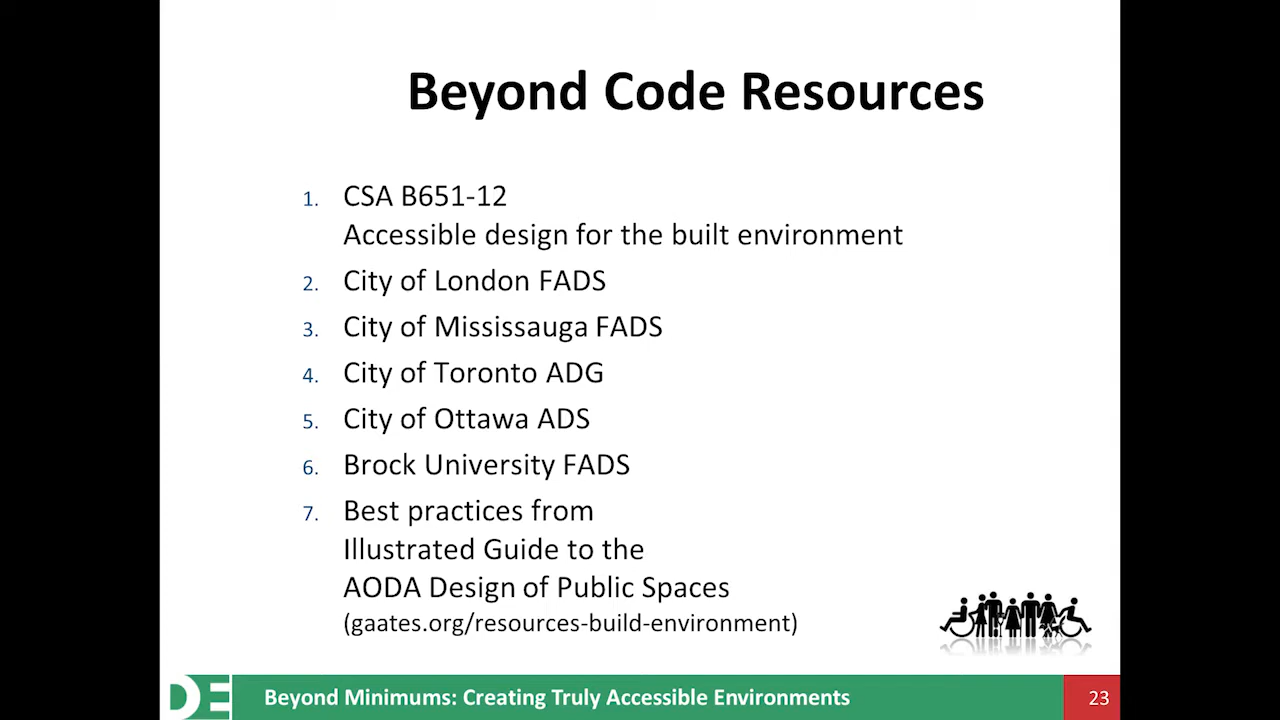 Beyond Code Resources
1. CSA B651-12
Accessible design for the built environment
2. City of London FADS
3. City of Mississauga FADS
4. City of Toronto ADG
5. City of Ottawa ADS
6. Brock University FADS
7. Best practices from
Illustrated Guide to the
AODA Design of Public Spaces
(gaates.org/resources-build-environment)
DE Beyond Minimums: Creating Truly Accessible Environments 23